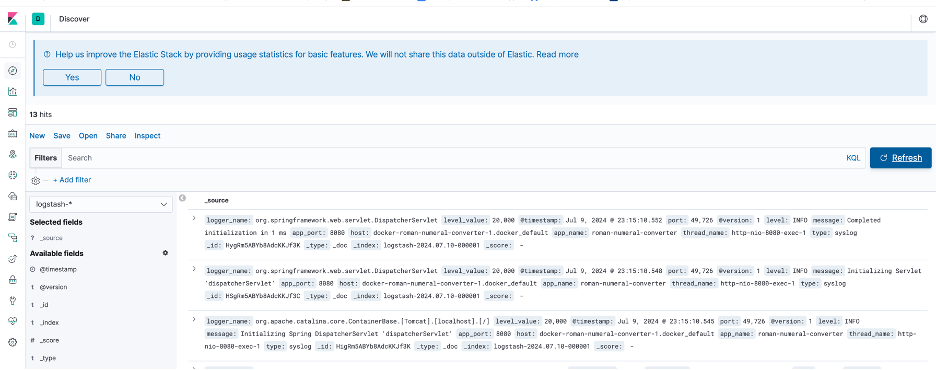 D Discover
Help us improve the Elastic Stack by providing usage statistics for basic features. We will not share this data outside of Elastic. Read more
Yes No
13 hits
New Save Open Share Inspect
Filters Search KQL Refresh
+ Add filter
logstash-*
Selected fields
? _source
Available fields
@timestamp
t @version
t _id
t _index
# _score
t _type
_source
logger_name: org.springframework.web.servlet.DispatcherServlet level_value: 20,000 @timestamp: Jul 9, 2024 @ 23:15:10.552 port: 49,726 @version: 1 level: INFO message: Completed
initialization in 1 ms app_port: 8080 host: docker-roman-numeral-converter-1.docker_default app_name: roman-numeral-converter thread_name: http-nio-8080-exec-1 type: syslog
_id: HygRm5ABYb8AdcKKJf3K _type: _doc _index: logstash-2024.07.10-000001 _score: -
logger_name: org.springframework.web.servlet.DispatcherServlet level_value: 20,000 @timestamp: Jul 9, 2024 @ 23:15:10.548 port: 49,726 @version: 1 level: INFO message: Initializing Servlet
'dispatcherServlet' app_port: 8080 host: docker-roman-numeral-converter-1.docker_default app_name: roman-numeral-converter thread_name: http-nio-8080-exec-1 type: syslog
_id: HSgRm5ABYb8AdcKKJf3K _type: _doc _index: logstash-2024.07.10-000001 _score: -
logger_name: org.apache.catalina.core.ContainerBase.[Tomcat].[localhost].[/] level_value: 20,000 @timestamp: Jul 9, 2024 @ 23:15:10.545 port: 49,726 @version: 1 level: INFO
message: Initializing Spring DispatcherServlet 'dispatcherServlet' app_port: 8080 host: docker-roman-numeral-converter-1.docker_default app_name: roman-numeral-converter thread_name: http-
nio-8080-exec-1 type: syslog _id: HigRm5ABYb8AdcKKJf3K _type: _doc _index: logstash-2024.07.10-000001 _score: -